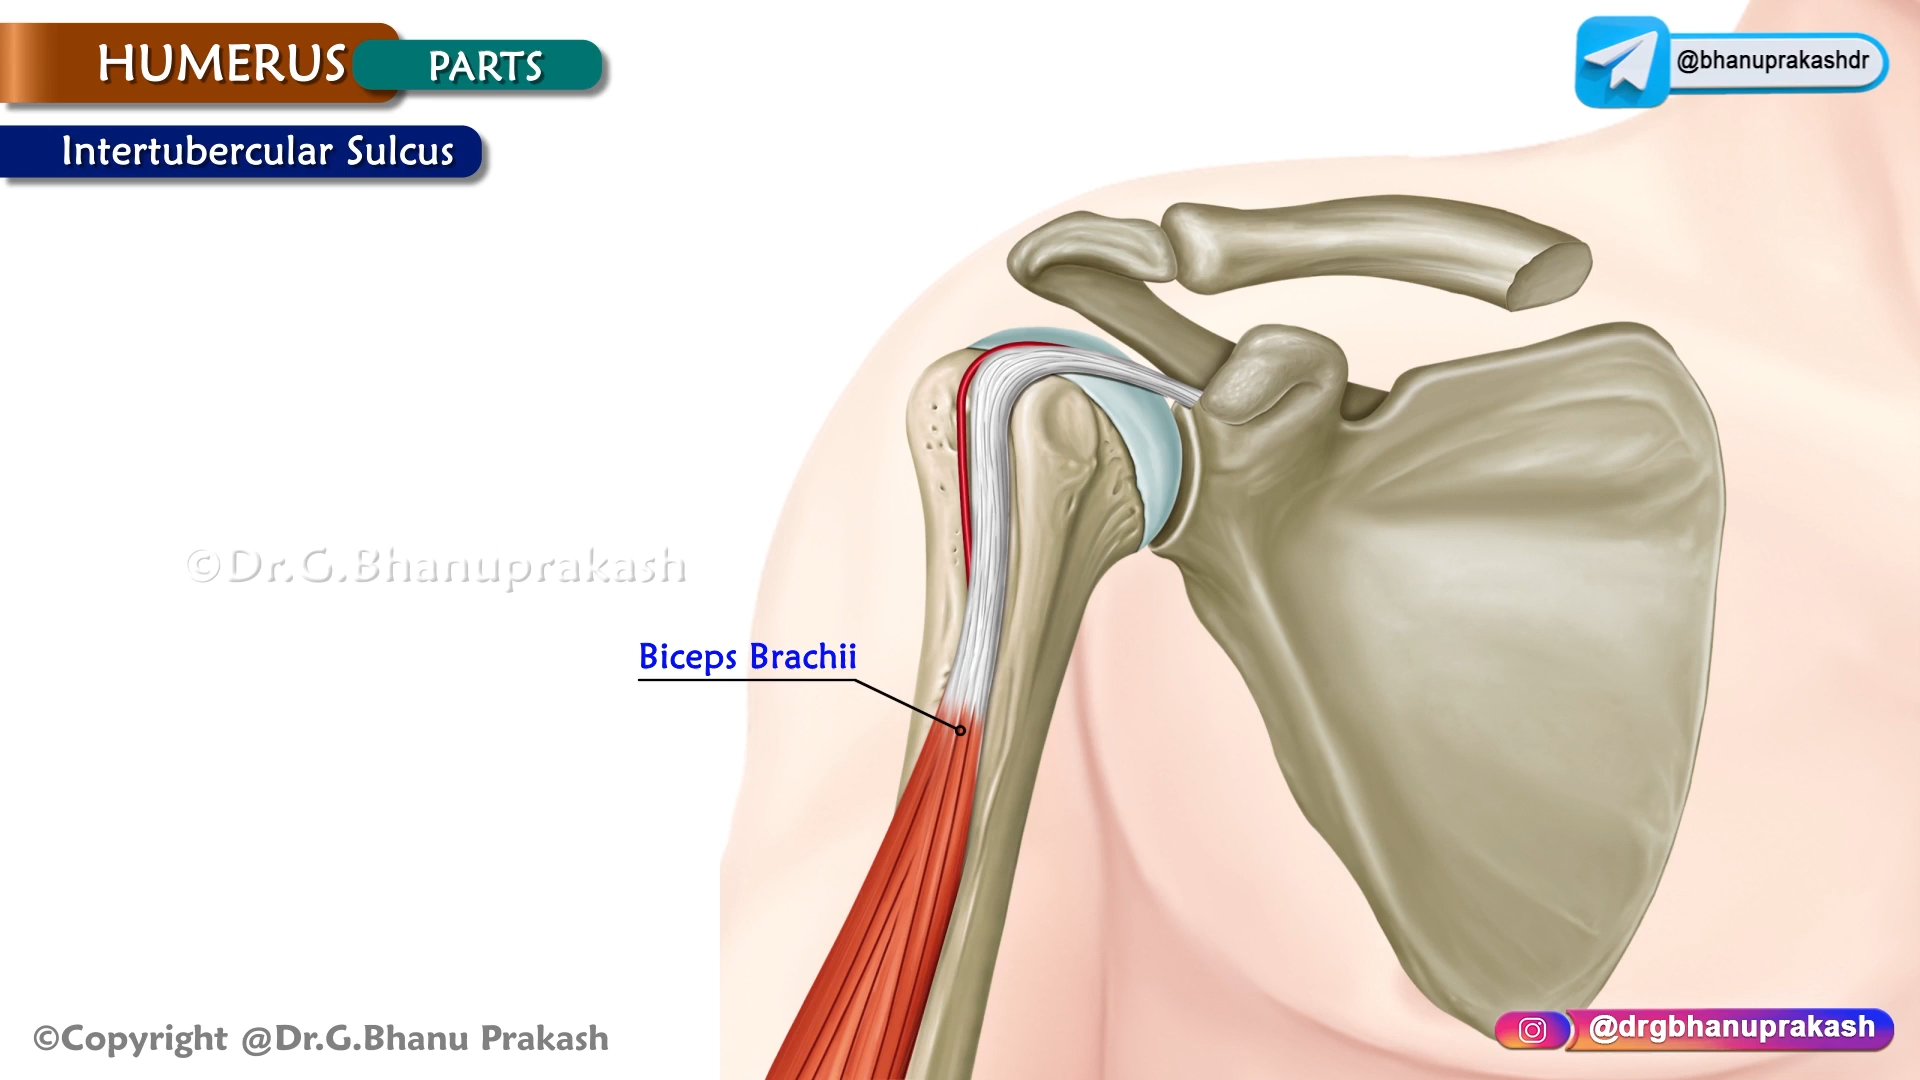 HUMERUS
PARTS
@bhanuprakashdr
Intertubercular Sulcus
©Dr.G.Bhanuprakash
Biceps Brachii
©Copyright @Dr.G.Bhanu Prakash
@drgbhanuprakash